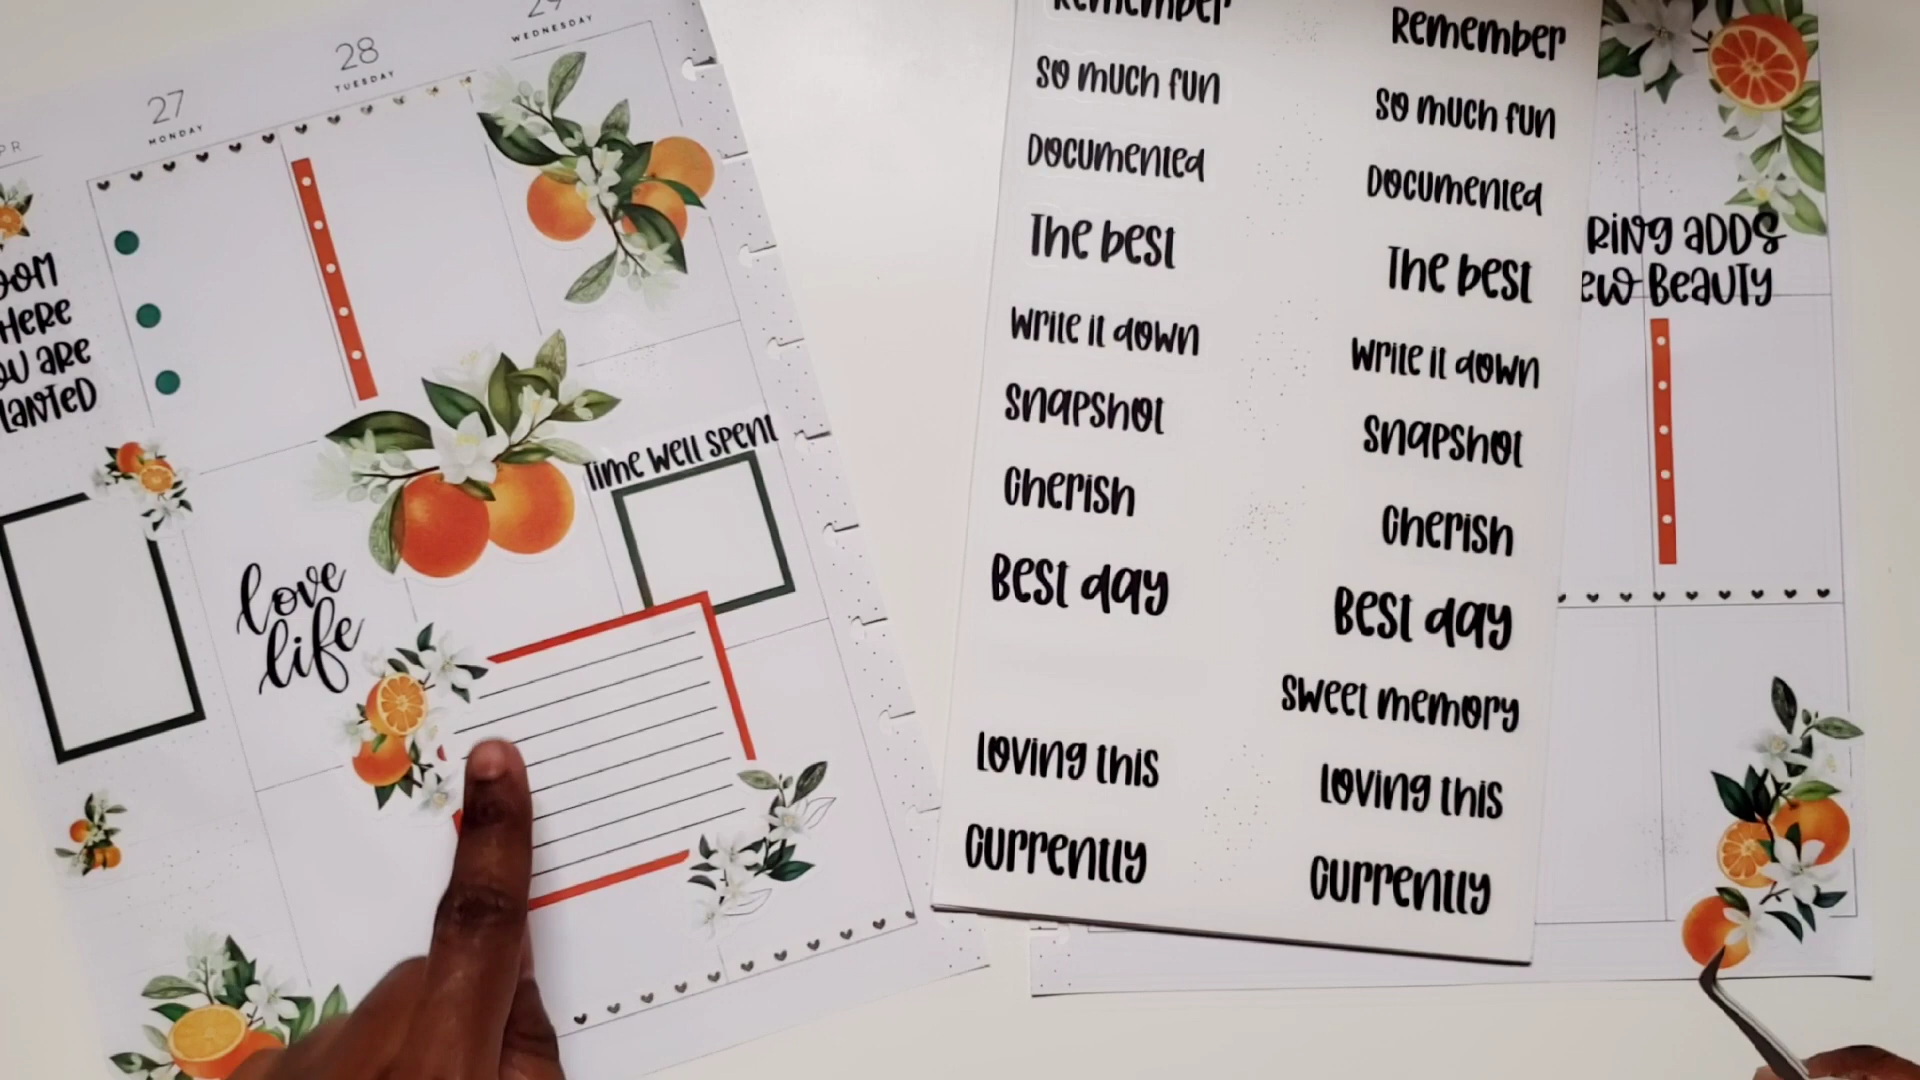 27
MONDAY
28
TUESDAY
29
WEDNESDAY
love
life
Time well spent
Remember
so much fun
Documented
The best
write it down
snapshot
Cherish
Best day
Loving this
Currently
Remember
so much fun
Documented
The best
write it down
snapshot
Cherish
Best day
sweet memory
Loving this
Currently